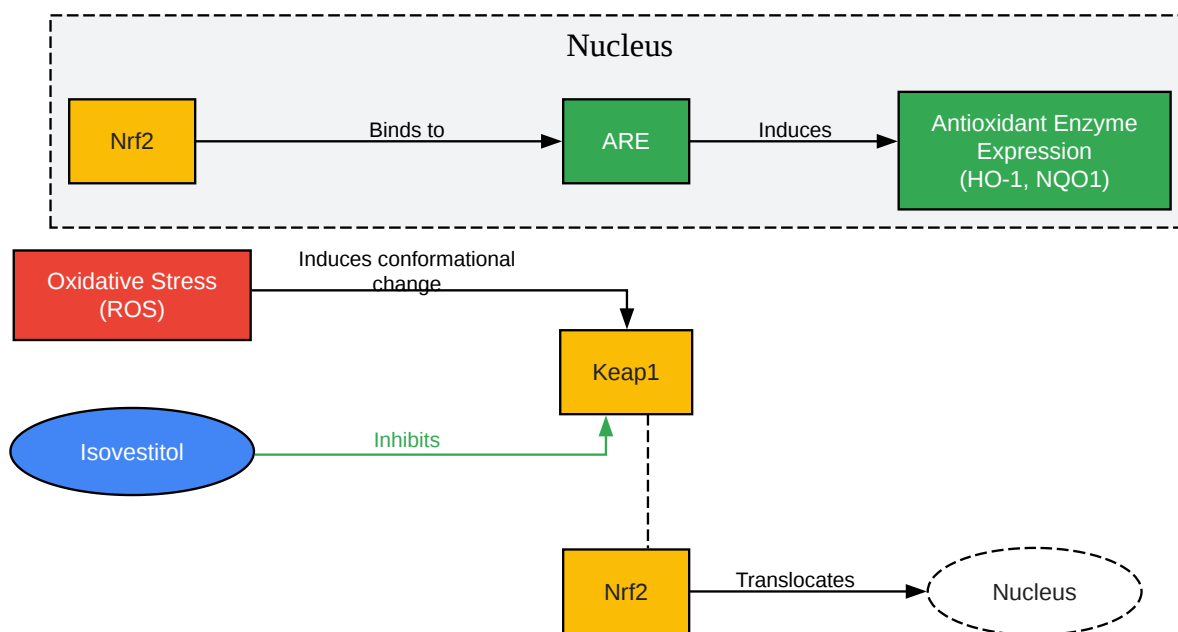 Nucleus
Nrf2
Binds to
ARE
Induces
Antioxidant Enzyme
Expression
(HO-1, NQO1)
Oxidative Stress
(ROS)
Induces conformational
change
Keap1
Isovestitol
Inhibits
Nrf2
Translocates
Nucleus